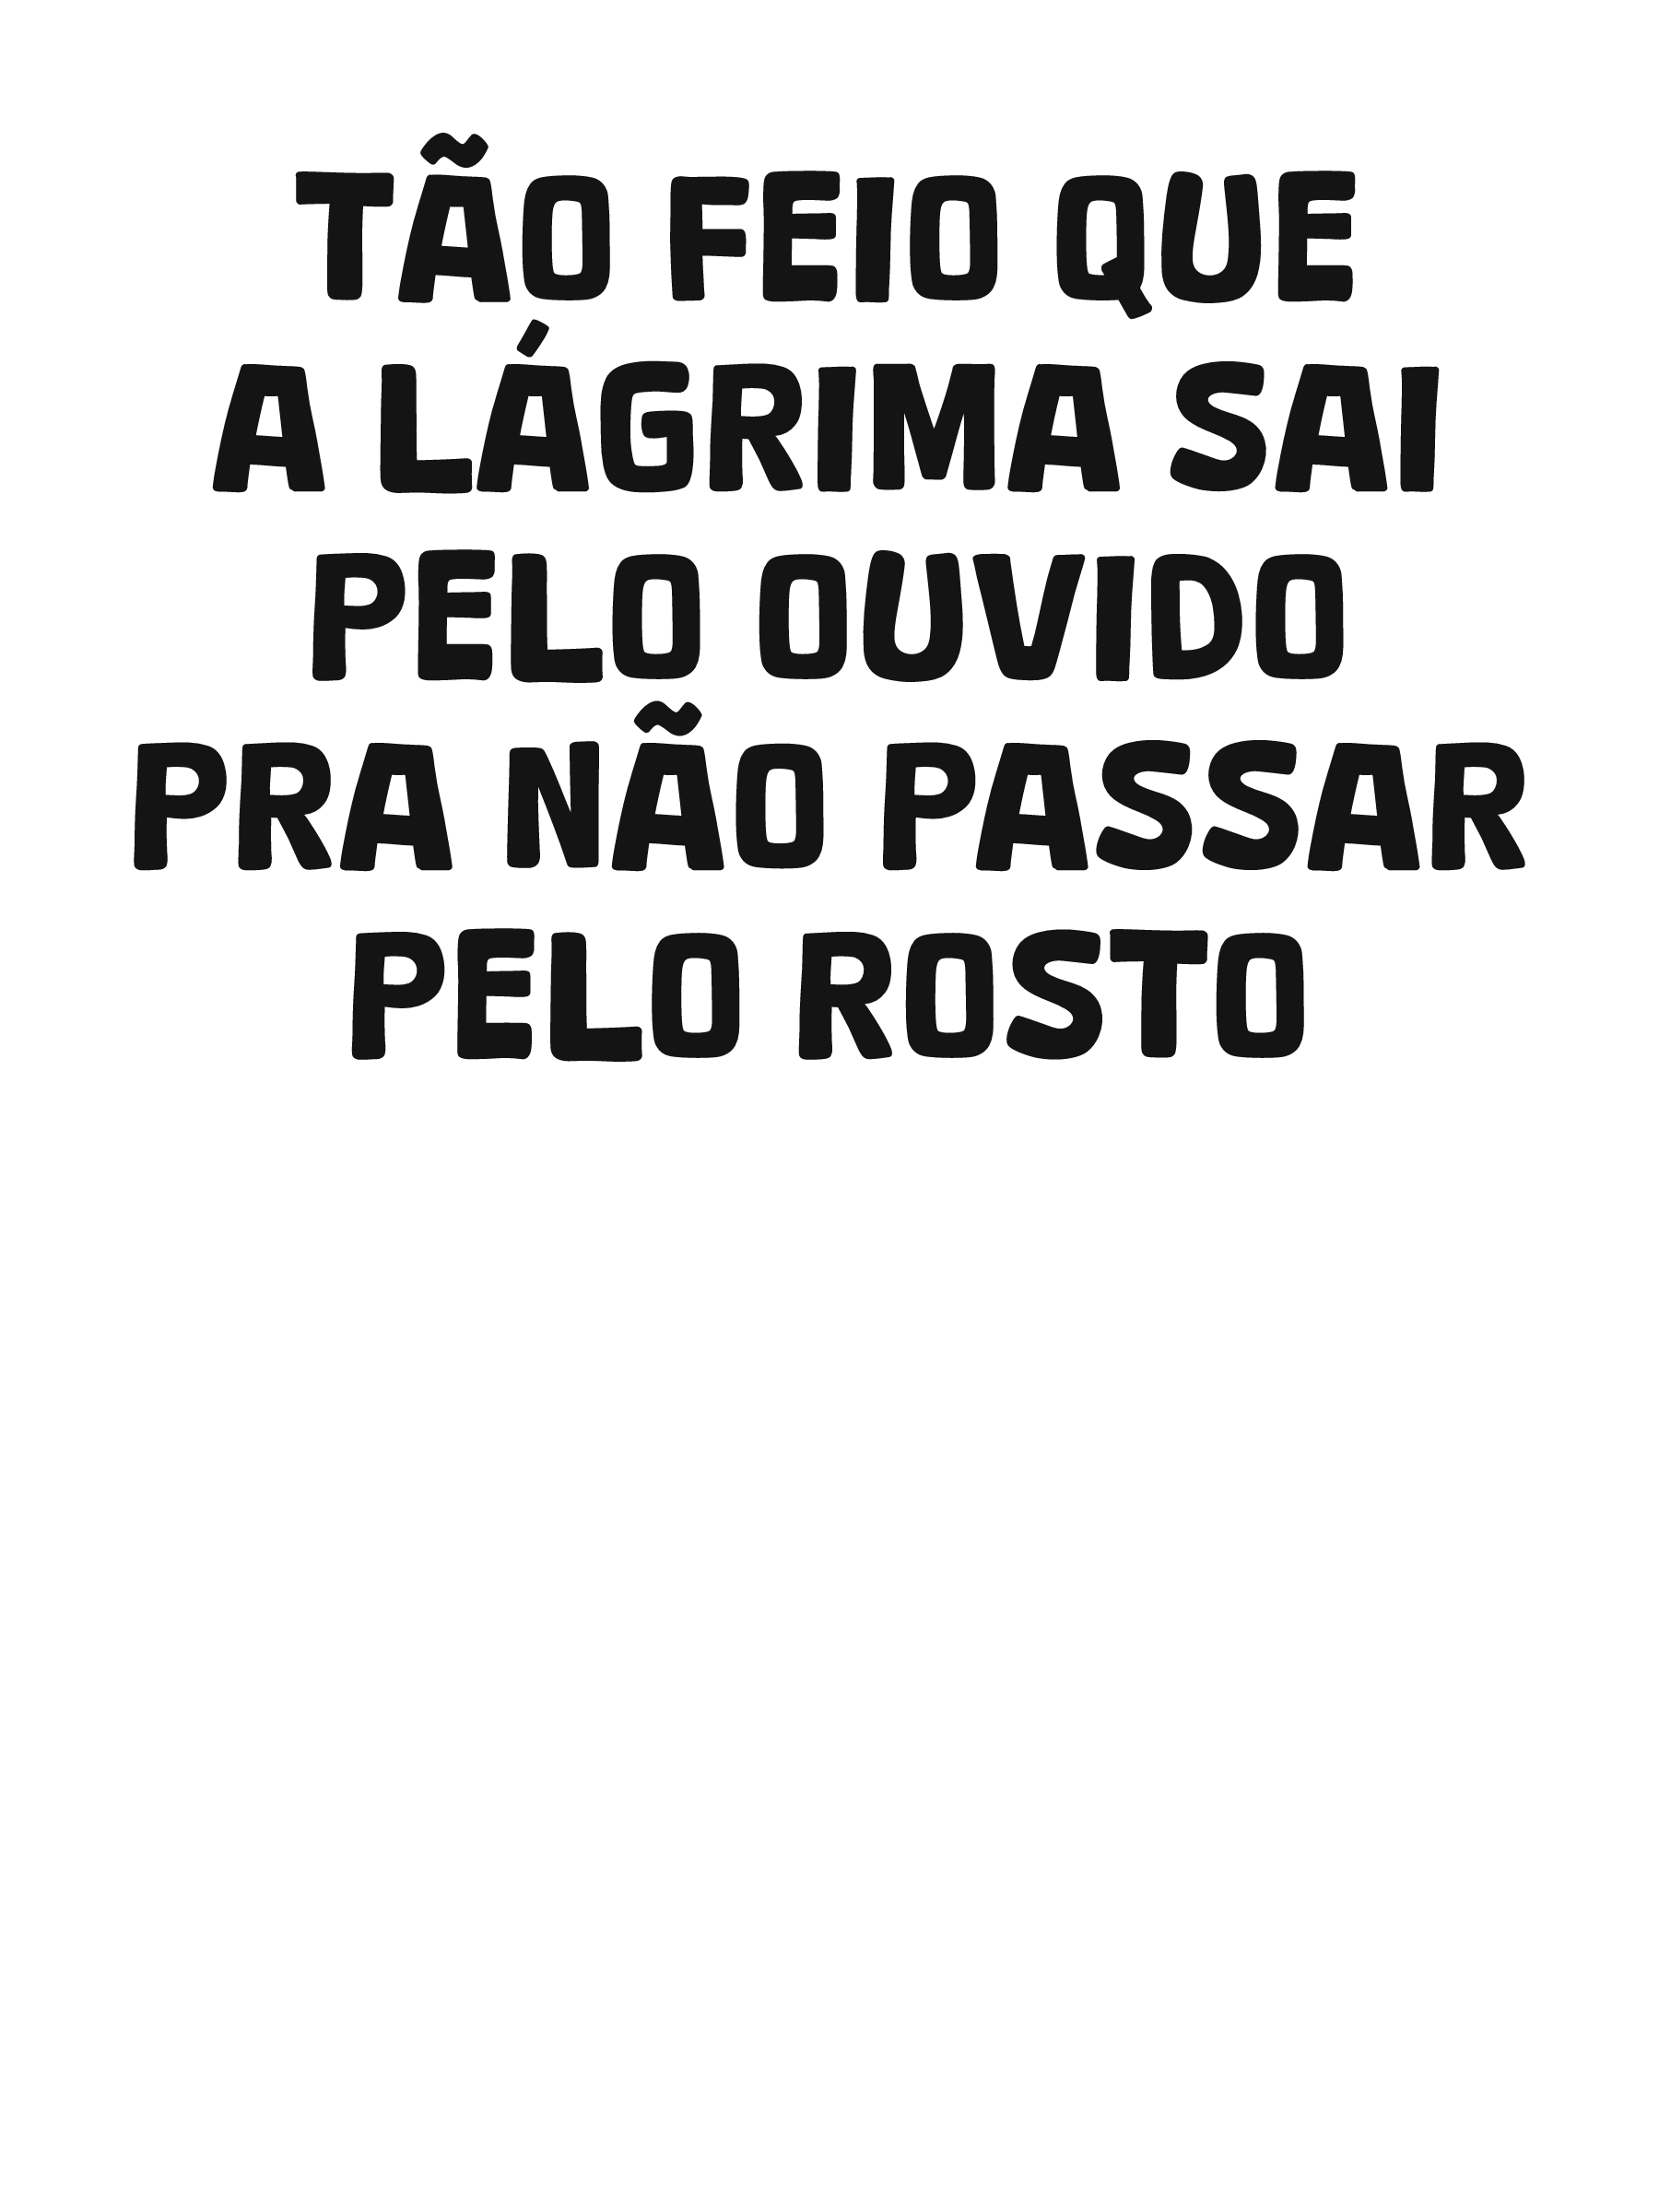 TÃO FEIO QUE
A LÁGRIMA SAI
PELO OUVIDO
PRA NÃO PASSAR
PELO ROSTO